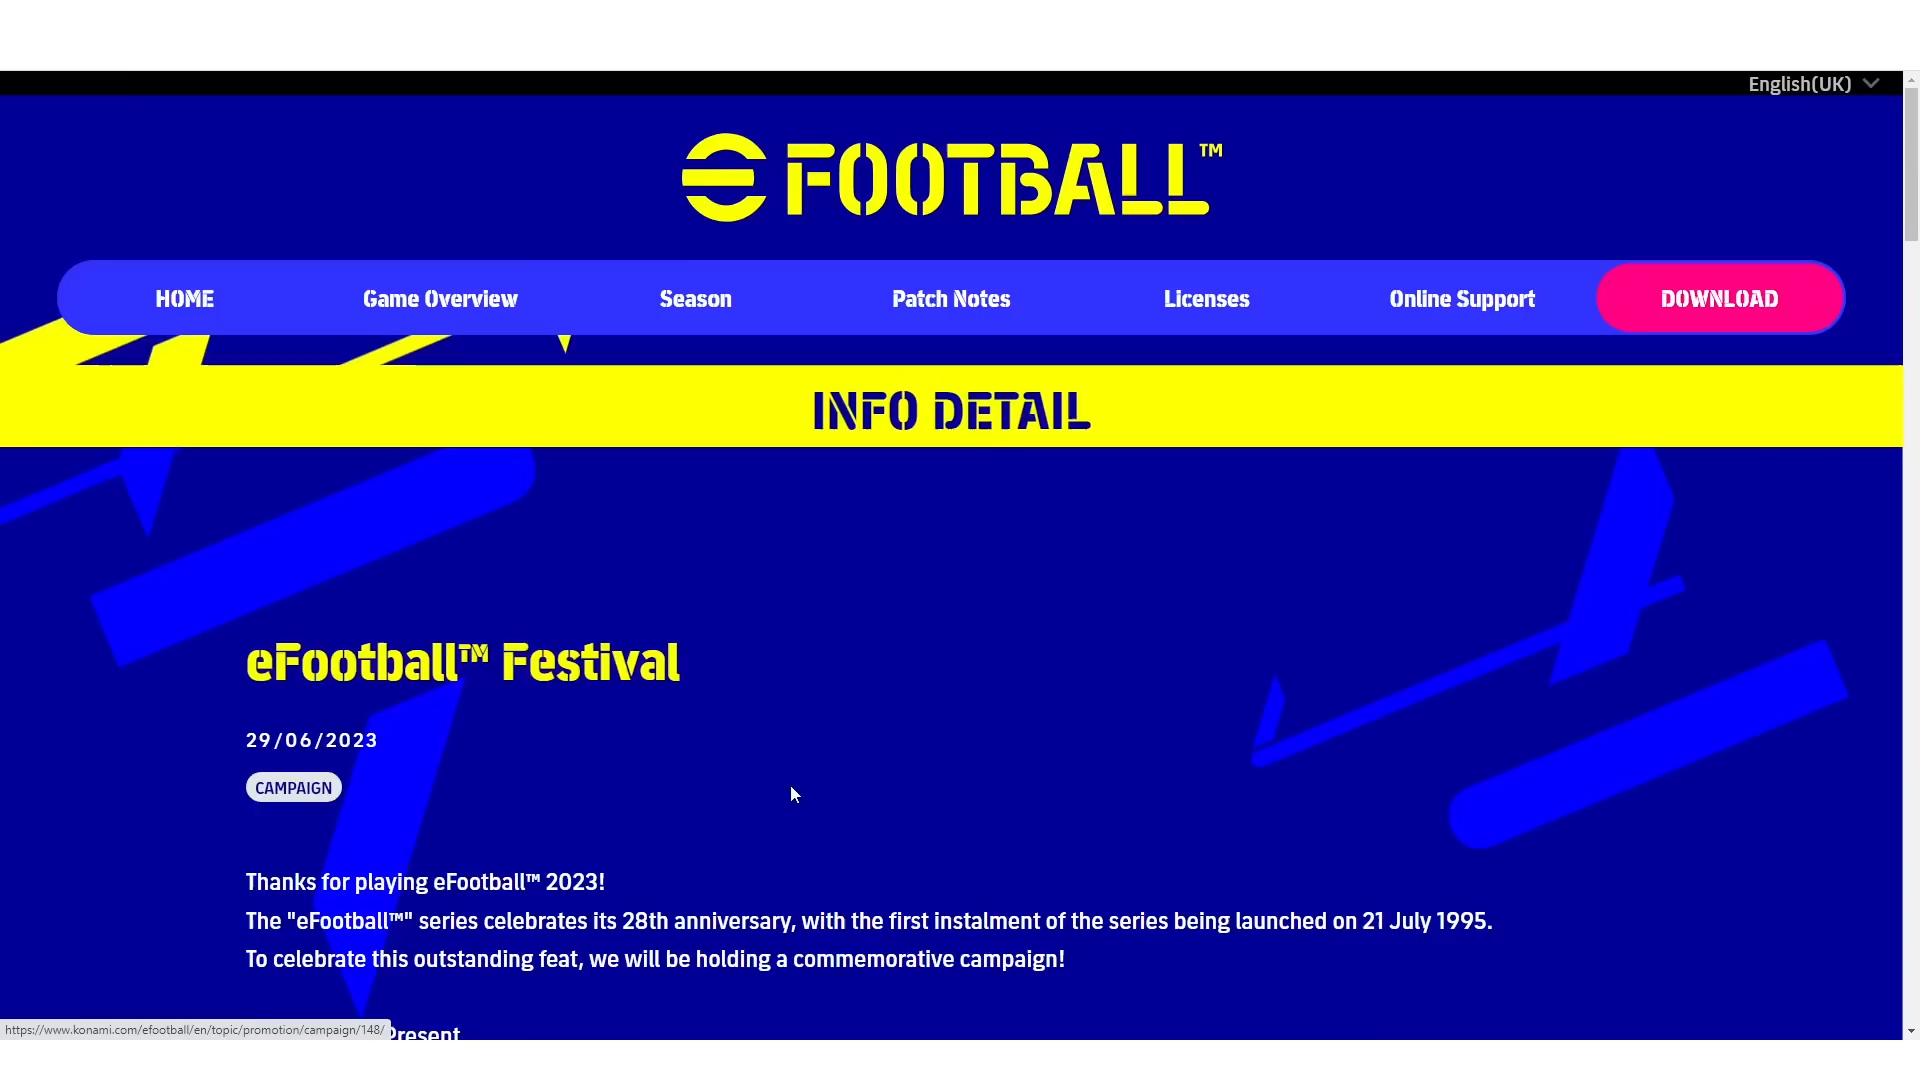 English(UK)
eFOOTBALL™
HOME
Game Overview
Season
Patch Notes
Licenses
Online Support
DOWNLOAD
INFO DETAIL
eFootball™ Festival
29/06/2023
CAMPAIGN
Thanks for playing eFootball™ 2023!
The "eFootball™" series celebrates its 28th anniversary, with the first instalment of the series being launched on 21 July 1995.
To celebrate this outstanding feat, we will be holding a commemorative campaign!
Present
https://www.konami.com/efootball/en/topic/promotion/campaign/148/